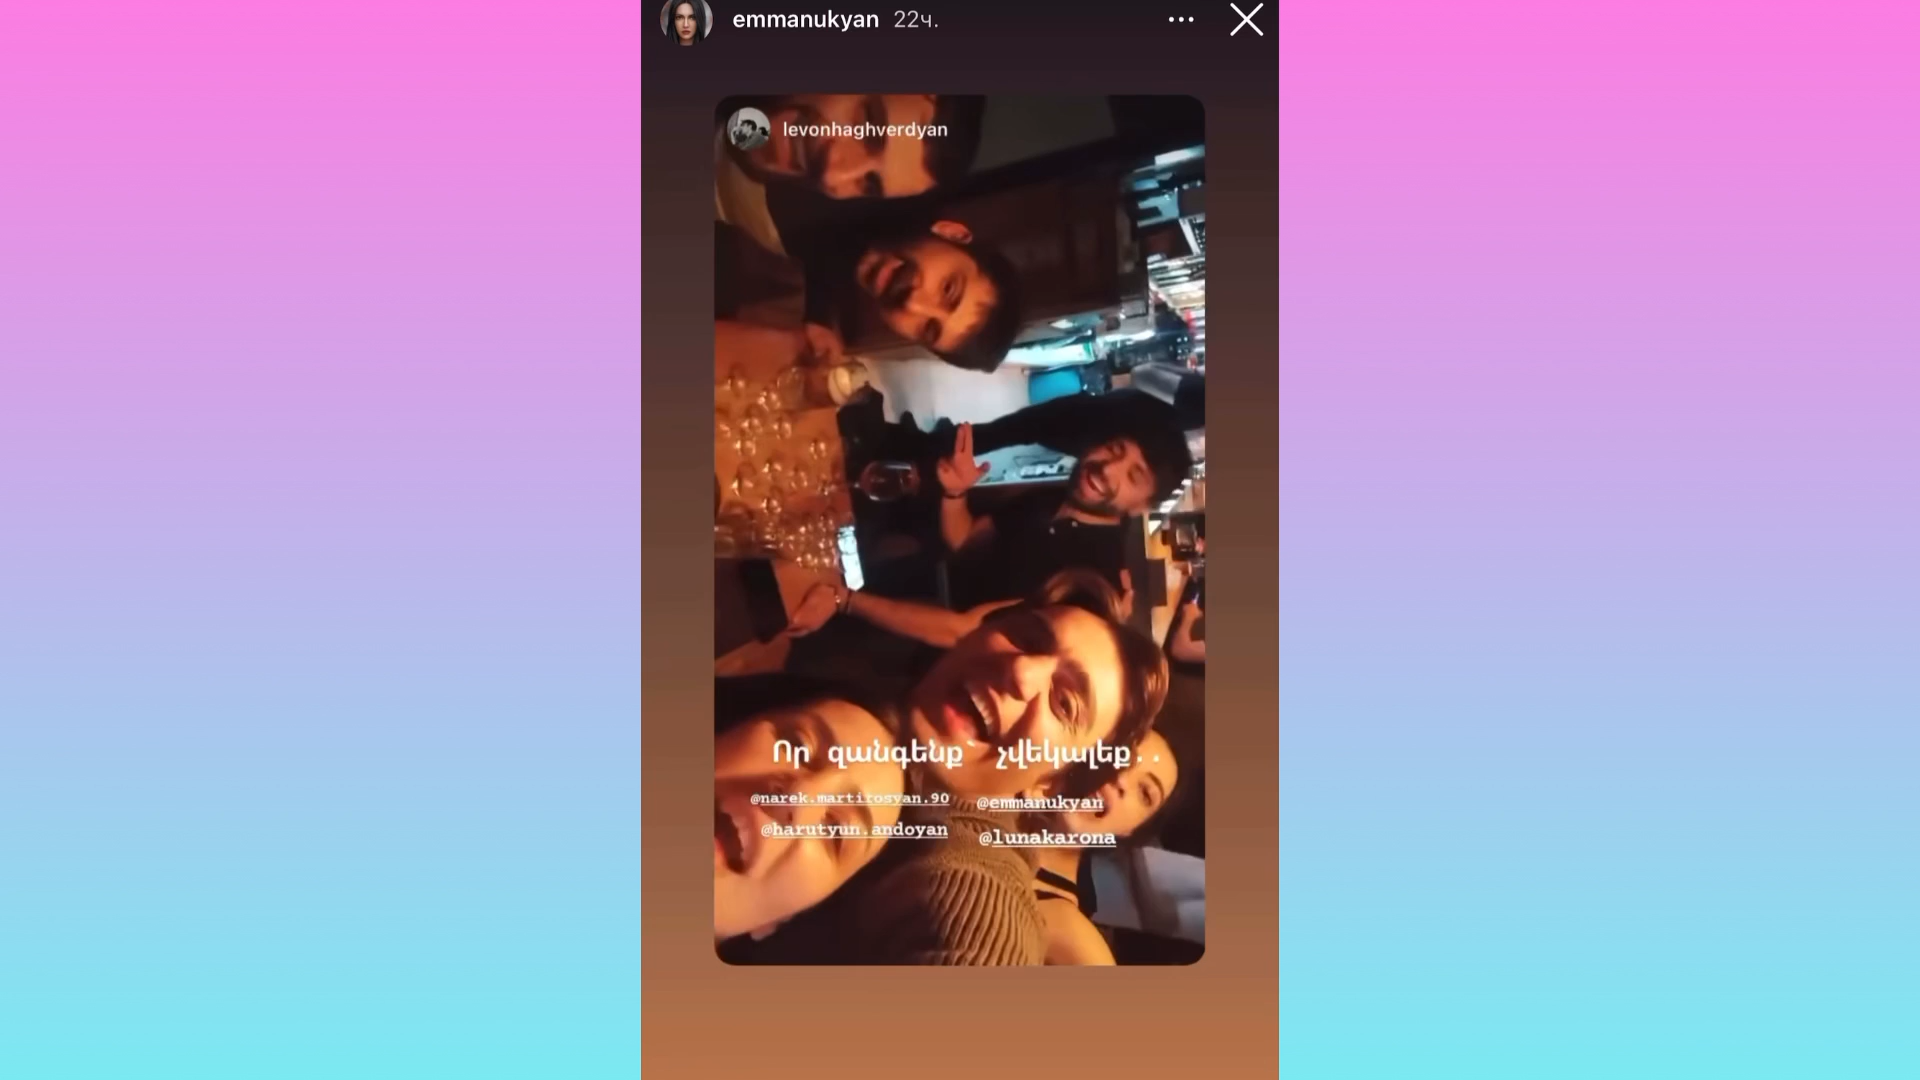 emmanukyan 22ч.
levonhaghverdyan
Որ զանգենք՝ չվեկալեք..
@narek.martirosyan.90 @emmanukyan
@harutyun.andoyan @lunakarona